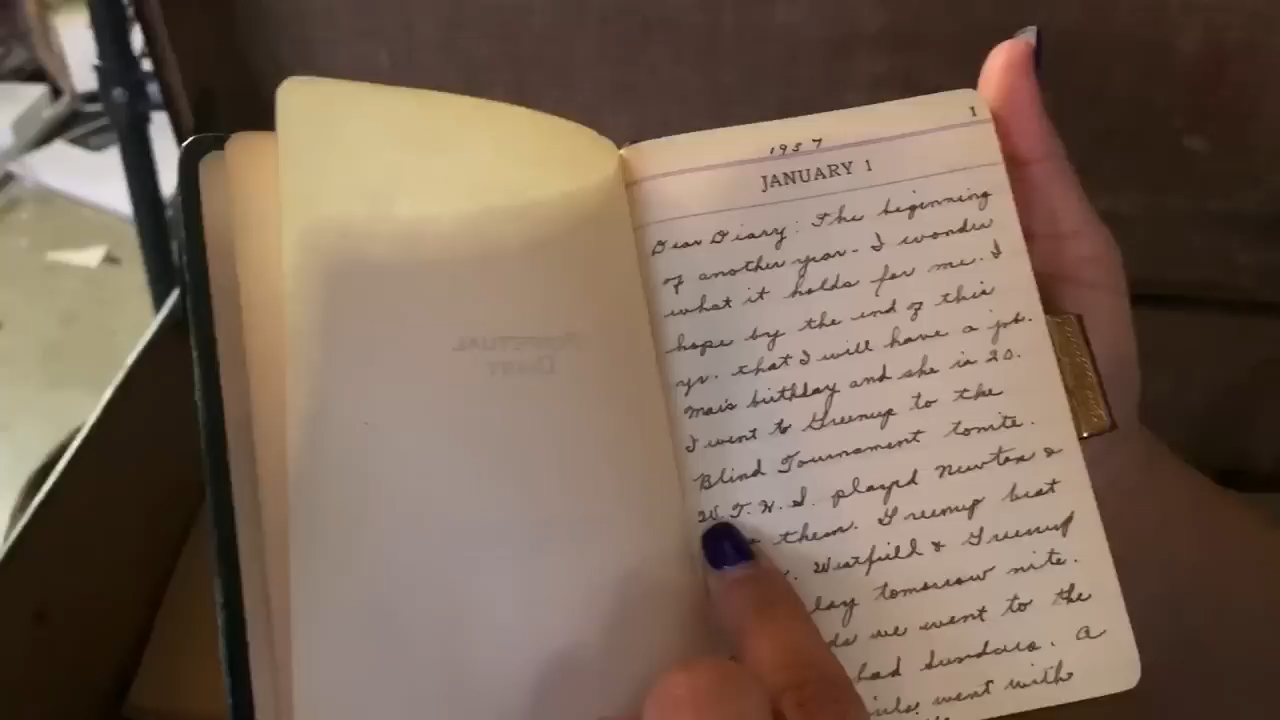 PERPETUAL
DIARY
1
1957
JANUARY 1
Dear Diary: The beginning
of another year - I wonder
what it holds for me. I
hope by the end of this
yr. that I will have a job.
Mai's birthday and she is 20.
I went to Greenup to the
Blind Tournament tonite.
W.T.H.S. played Newton &
them. Greenup beat
Westfield & Greenup
tomorrow nite.
we went to the
had Sundaes. A
went with